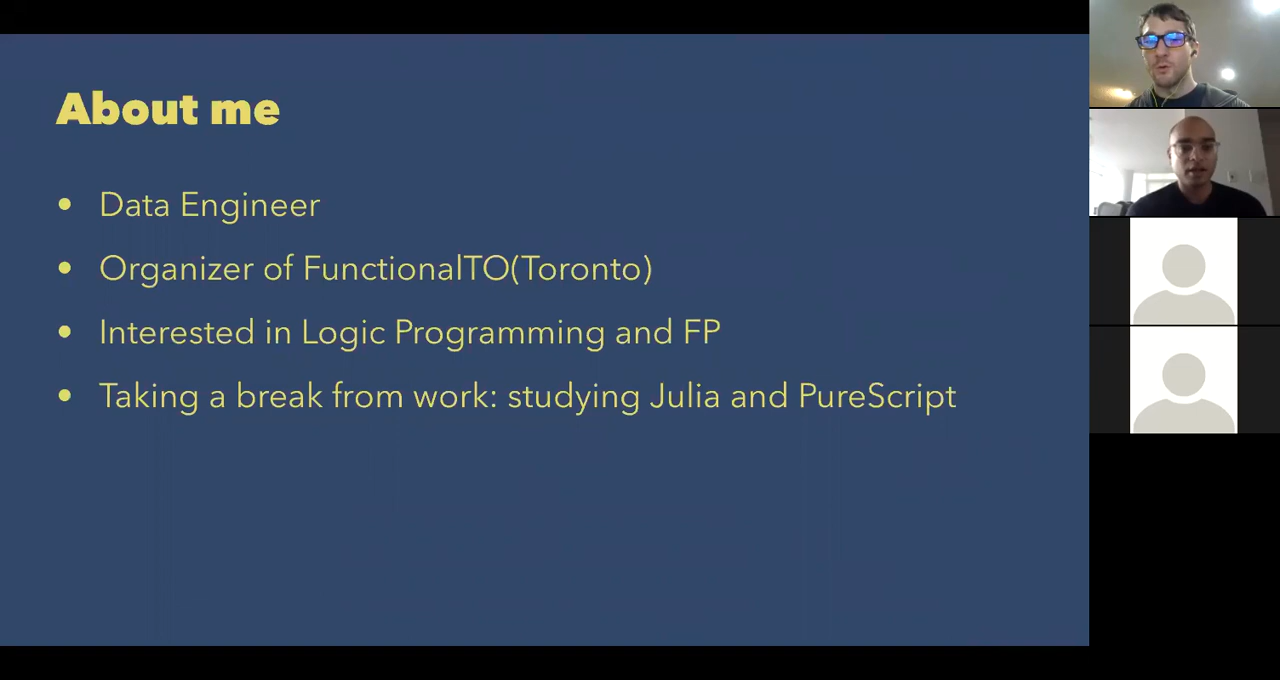 About me
• Data Engineer
• Organizer of FunctionalTO(Toronto)
• Interested in Logic Programming and FP
• Taking a break from work: studying Julia and PureScript